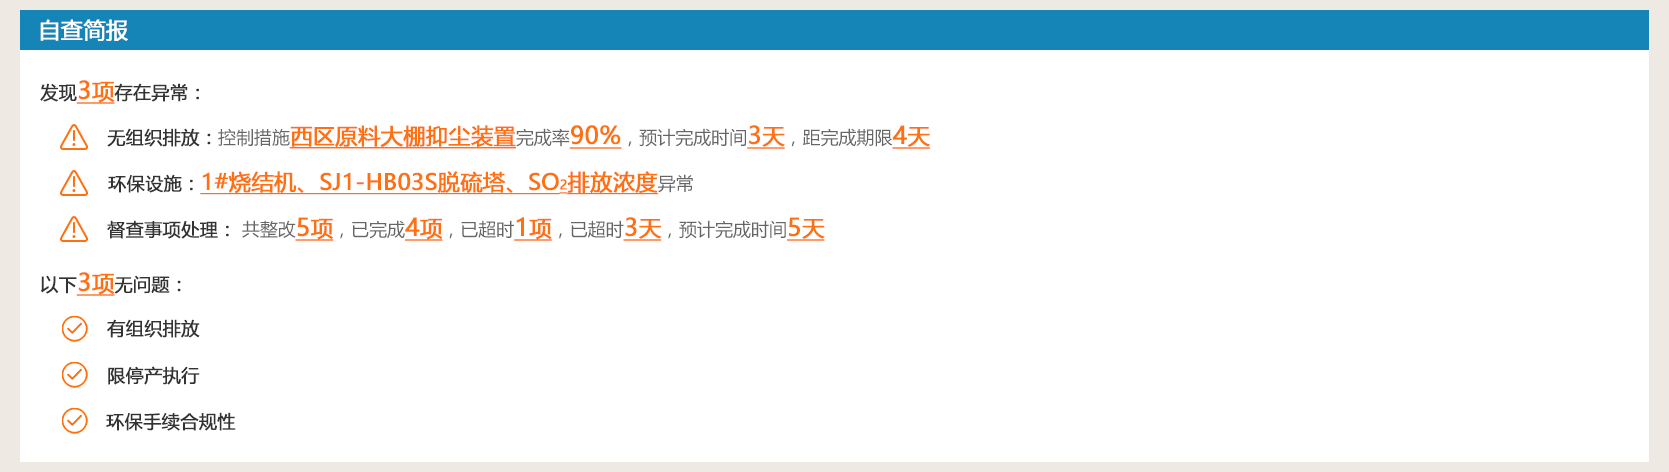 自查简报
发现3项存在异常：
无组织排放：控制措施西区原料大棚抑尘装置完成率90%，预计完成时间3天，距完成期限4天
环保设施：1#烧结机、SJ1-HB03S脱硫塔、SO₂排放浓度异常
督查事项处理： 共整改5项，已完成4项，已超时1项，已超时3天，预计完成时间5天
以下3项无问题：
有组织排放
限停产执行
环保手续合规性